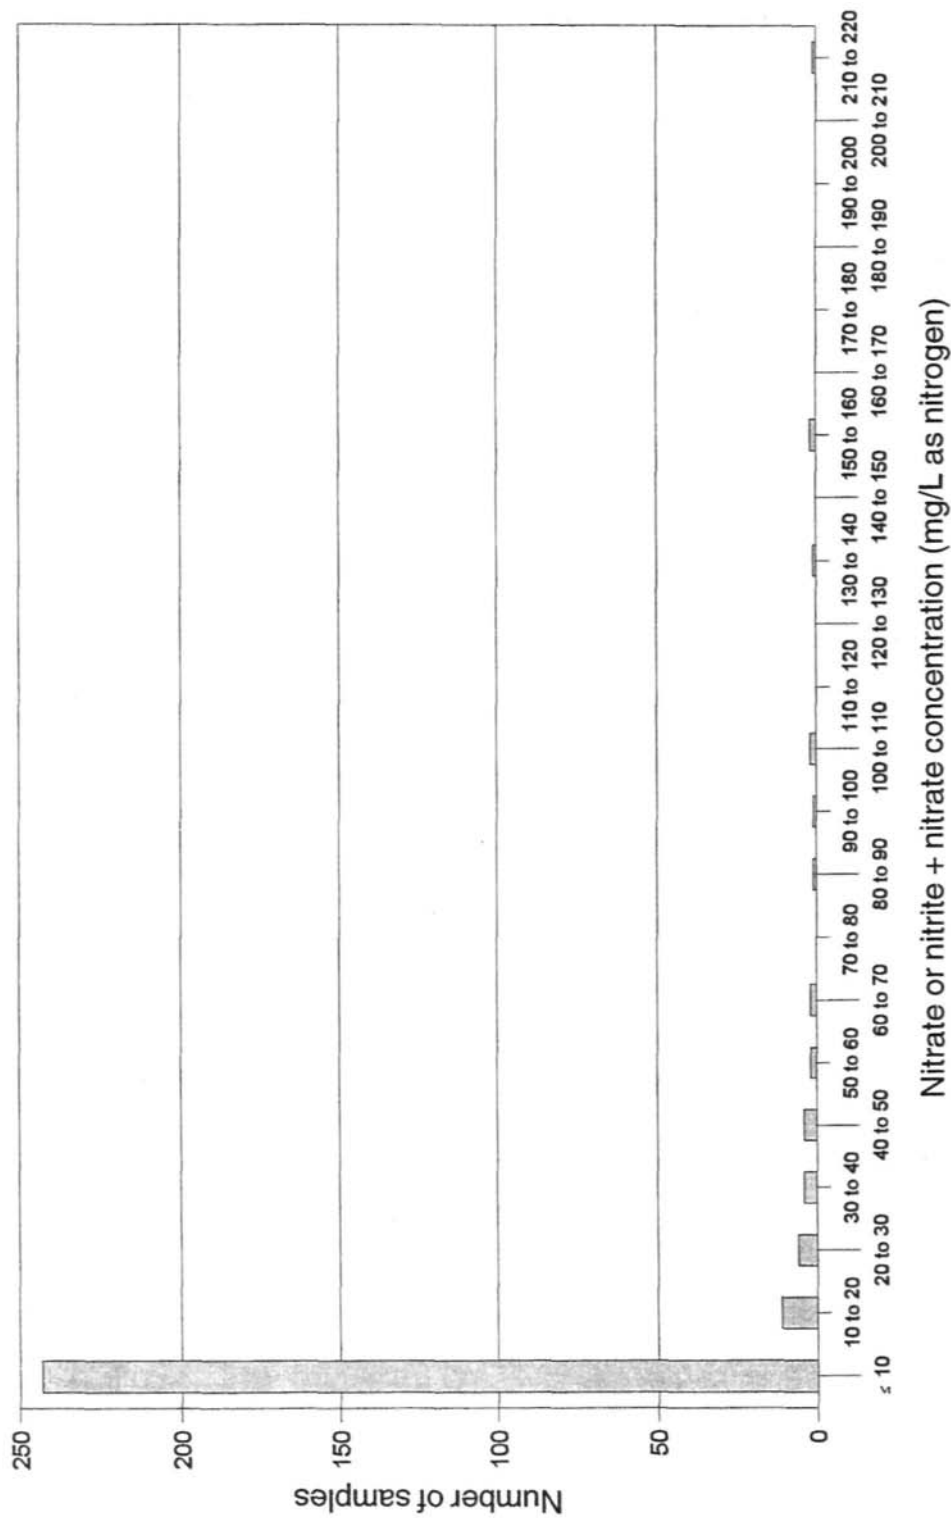 Number of samples
250
200
150
100
50
0
≤ 10
10 to 20
20 to 30
30 to 40
40 to 50
50 to 60
60 to 70
70 to 80
80 to 90
90 to 100
100 to 110
110 to 120
120 to 130
130 to 140
140 to 150
150 to 160
160 to 170
170 to 180
180 to 190
190 to 200
200 to 210
210 to 220
Nitrate or nitrite + nitrate concentration (mg/L as nitrogen)